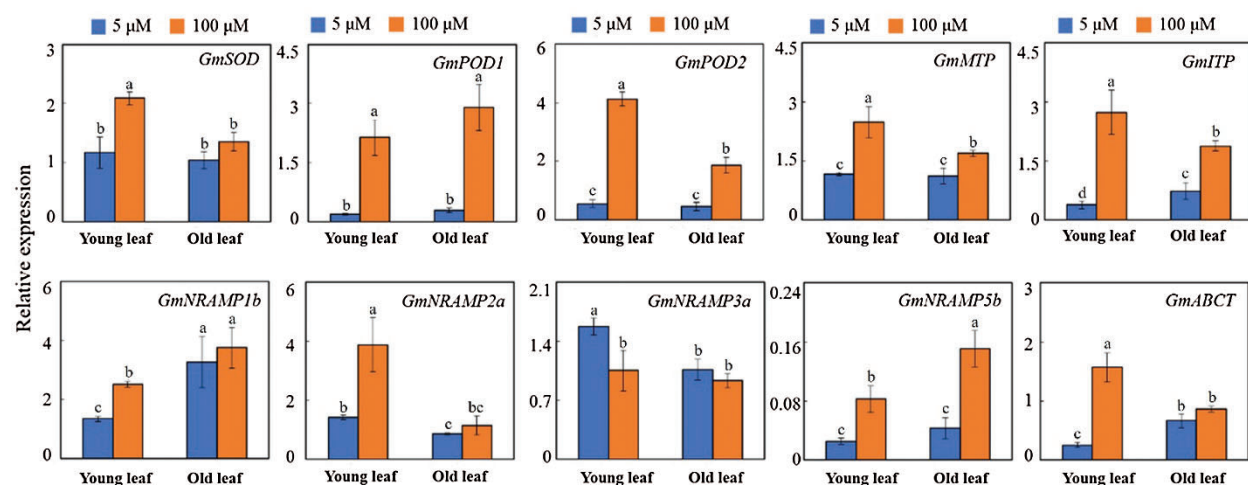 5 μM 100 μM 5 μM 100 μM 5 μM 100 μM 5 μM 100 μM 5 μM 100 μM
Relative expression
3
2
1
0
GmSOD
b
a
b
b
Young leaf Old leaf
4.5
3
1.5
0
GmPOD1
b
a
b
a
Young leaf Old leaf
6
4
2
0
GmPOD2
c
a
c
b
Young leaf Old leaf
4.5
3
1.5
0
GmMTP
c
a
c
b
Young leaf Old leaf
4.5
3
1.5
0
GmITP
d
a
c
b
Young leaf Old leaf
6
4
2
0
GmNRAMP1b
c
b
a
a
Young leaf Old leaf
6
4
2
0
GmNRAMP2a
b
a
c
bc
Young leaf Old leaf
2.1
1.4
0.7
0
GmNRAMP3a
a
b
b
b
Young leaf Old leaf
0.24
0.16
0.08
0
GmNRAMP5b
c
b
c
a
Young leaf Old leaf
3
2
1
0
GmABCT
c
a
b
b
Young leaf Old leaf